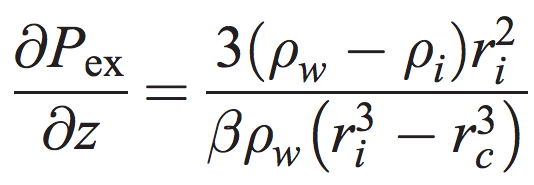 ∂P_ex/∂z = 3(ρ_w − ρ_i)r_i^2 / βρ_w(r_i^3 − r_c^3)